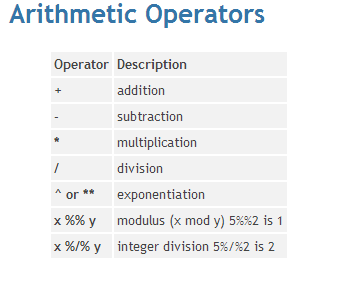 Arithmetic Operators
Operator Description
+ addition
- subtraction
* multiplication
/ division
^ or ** exponentiation
x %% y modulus (x mod y) 5%%2 is 1
x %/% y integer division 5%/%2 is 2